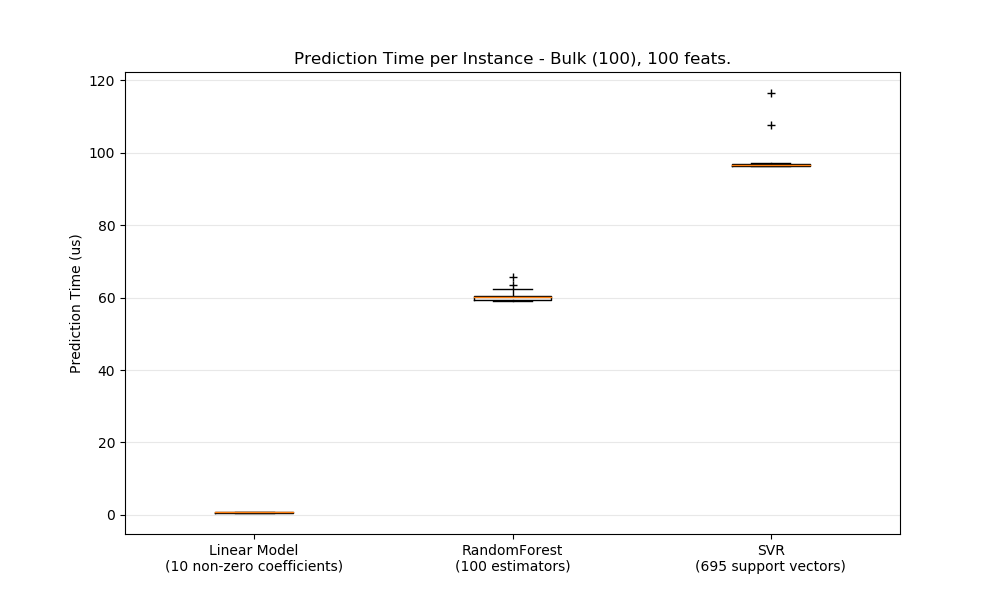 Prediction Time per Instance - Bulk (100), 100 feats.
120
100
80
60
40
20
0
Prediction Time (us)
Linear Model
(10 non-zero coefficients)
RandomForest
(100 estimators)
SVR
(695 support vectors)